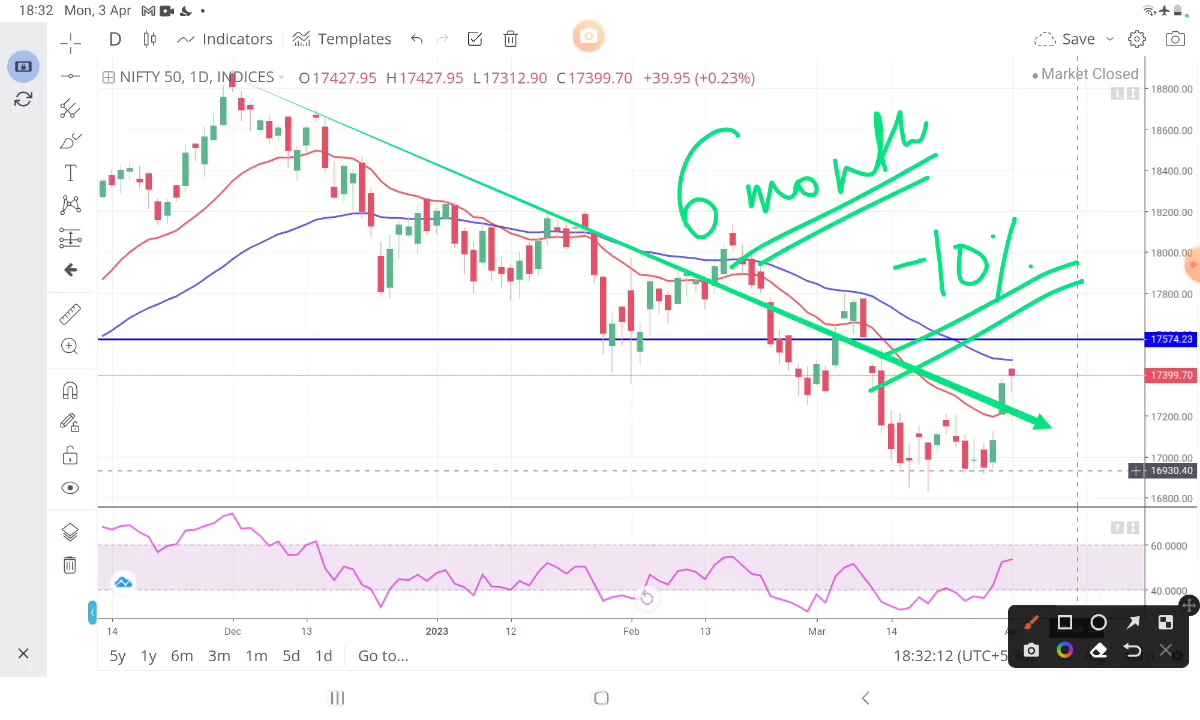 18:32 Mon, 3 Apr
D Indicators Templates Save
NIFTY 50, 1D, INDICES O17427.95 H17427.95 L17312.90 C17399.70 +39.95 (+0.23%)
Market Closed
18800.00
18600.00
18400.00
18200.00
18000.00
17800.00
17574.23
17399.70
17200.00
17000.00
16930.40
16800.00
6 month
-10%
60.0000
40.0000
14 Dec 13 2023 12 Feb 13 Mar 14
5y 1y 6m 3m 1m 5d 1d Go to... 18:32:12 (UTC+5